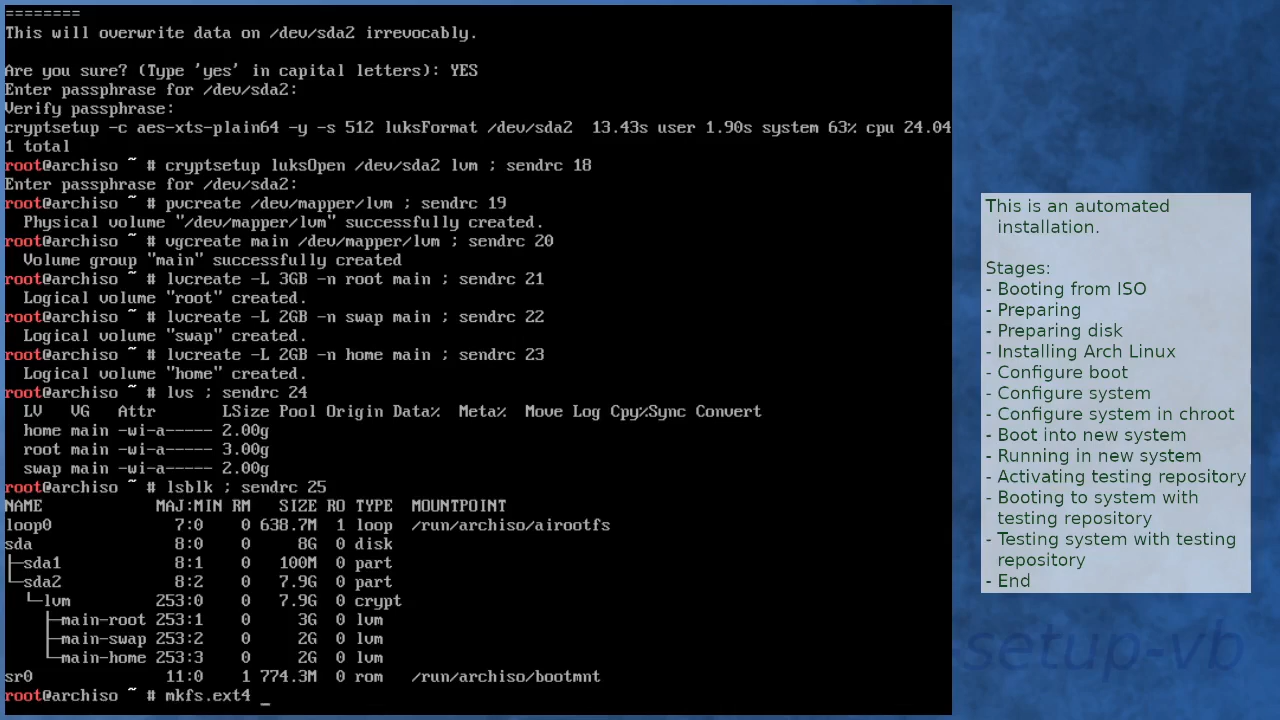 ========
This will overwrite data on /dev/sda2 irrevocably.
Are you sure? (Type 'yes' in capital letters): YES
Enter passphrase for /dev/sda2:
Verify passphrase:
cryptsetup -c aes-xts-plain64 -y -s 512 luksFormat /dev/sda2  13.43s user 1.90s system 63% cpu 24.04
1 total
root@archiso ~ # cryptsetup luksOpen /dev/sda2 lvm ; sendrc 18
Enter passphrase for /dev/sda2:
root@archiso ~ # pvcreate /dev/mapper/lvm ; sendrc 19
  Physical volume "/dev/mapper/lvm" successfully created.
root@archiso ~ # vgcreate main /dev/mapper/lvm ; sendrc 20
  Volume group "main" successfully created
root@archiso ~ # lvcreate -L 3GB -n root main ; sendrc 21
  Logical volume "root" created.
root@archiso ~ # lvcreate -L 2GB -n swap main ; sendrc 22
  Logical volume "swap" created.
root@archiso ~ # lvcreate -L 2GB -n home main ; sendrc 23
  Logical volume "home" created.
root@archiso ~ # lvs ; sendrc 24
  LV   VG   Attr       LSize Pool Origin Data%  Meta%  Move Log Cpy%Sync Convert
  home main -wi-a----- 2.00g
  root main -wi-a----- 3.00g
  swap main -wi-a----- 2.00g
root@archiso ~ # lsblk ; sendrc 25
NAME            MAJ:MIN RM   SIZE RO TYPE  MOUNTPOINT
loop0             7:0    0 638.7M  1 loop  /run/archiso/airootfs
sda               8:0    0     8G  0 disk
├─sda1            8:1    0   100M  0 part
└─sda2            8:2    0   7.9G  0 part
  └─lvm         253:0    0   7.9G  0 crypt
    ├─main-root 253:1    0     3G  0 lvm
    ├─main-swap 253:2    0     2G  0 lvm
    └─main-home 253:3    0     2G  0 lvm
sr0              11:0    1 774.3M  0 rom   /run/archiso/bootmnt
root@archiso ~ # mkfs.ext4 _
This is an automated
installation.
Stages:
- Booting from ISO
- Preparing
- Preparing disk
- Installing Arch Linux
- Configure boot
- Configure system
- Configure system in chroot
- Boot into new system
- Running in new system
- Activating testing repository
- Booting to system with
testing repository
- Testing system with testing
repository
- End
-setup-vb